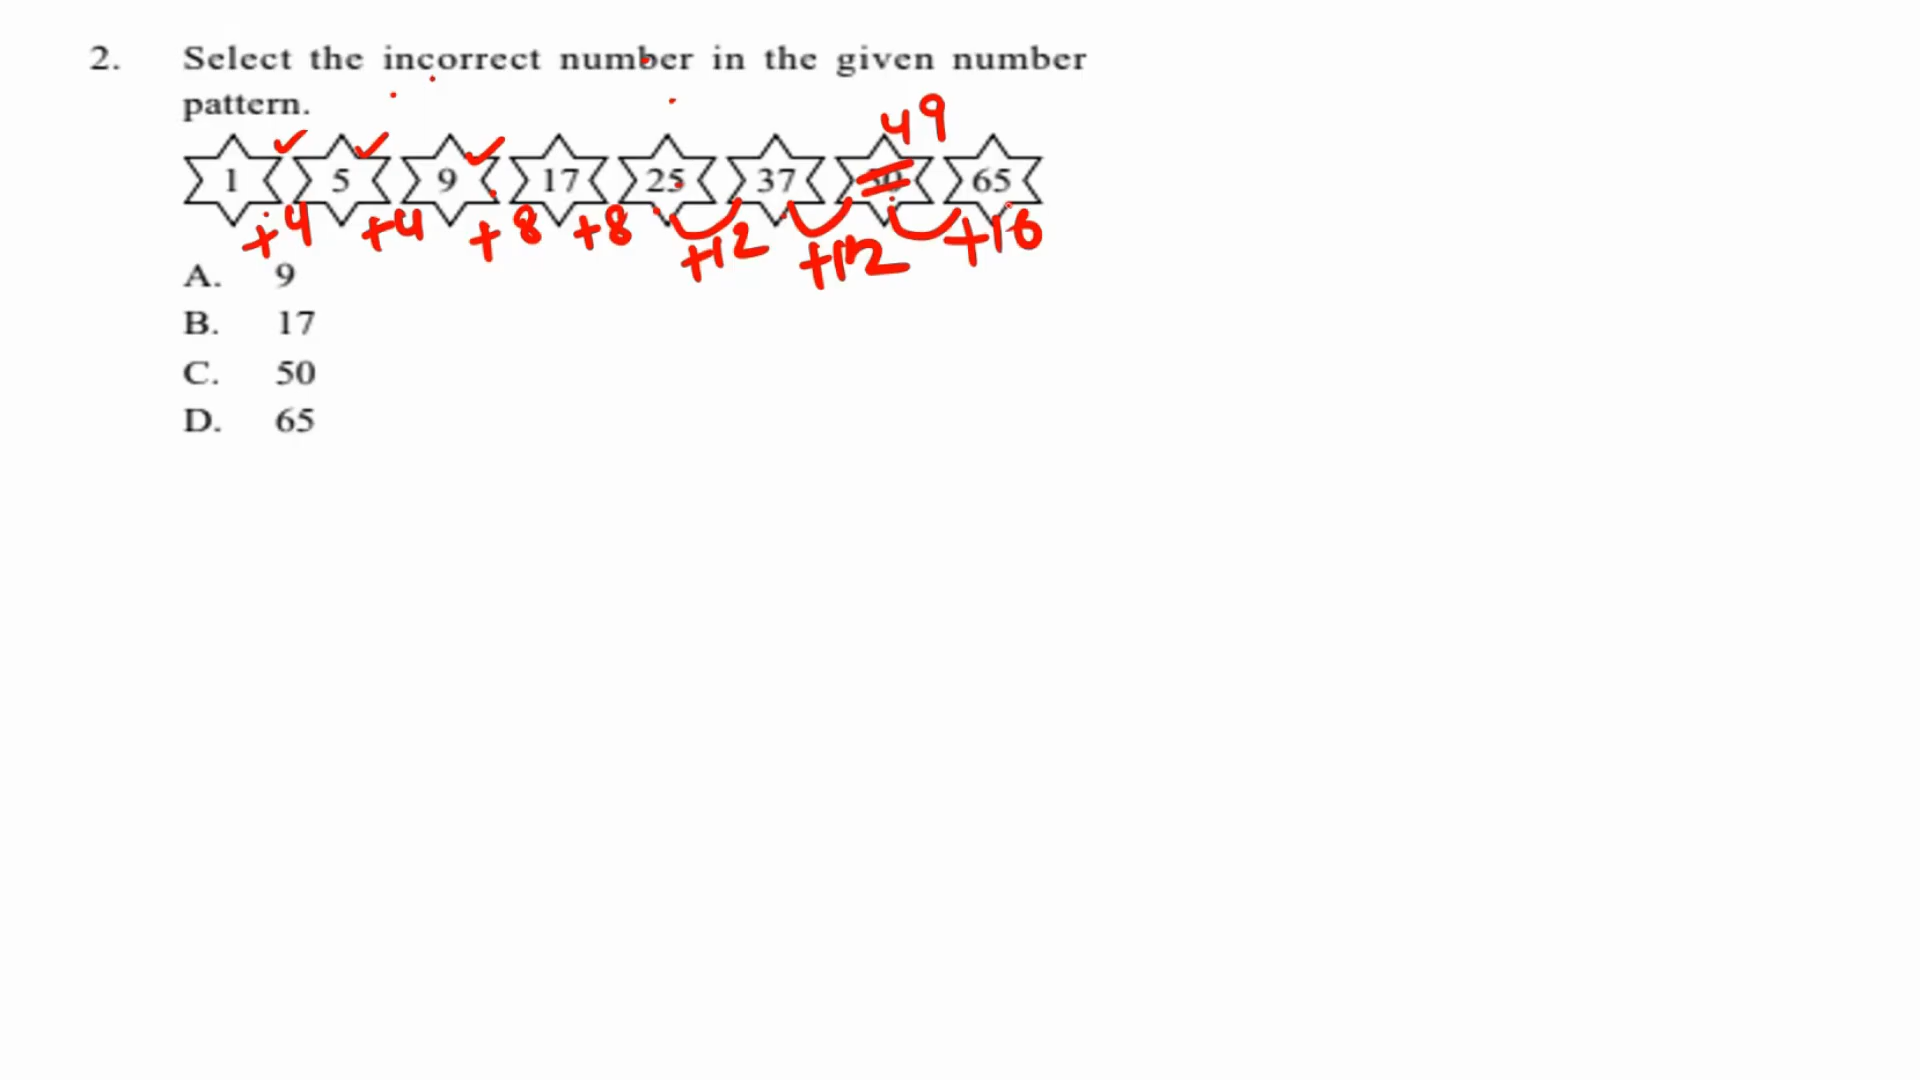 2. Select the incorrect number in the given number
pattern.
49
1 5 9 17 25 37 50 65
+4 +4 +8 +8 +12 +12 +16
A. 9
B. 17
C. 50
D. 65